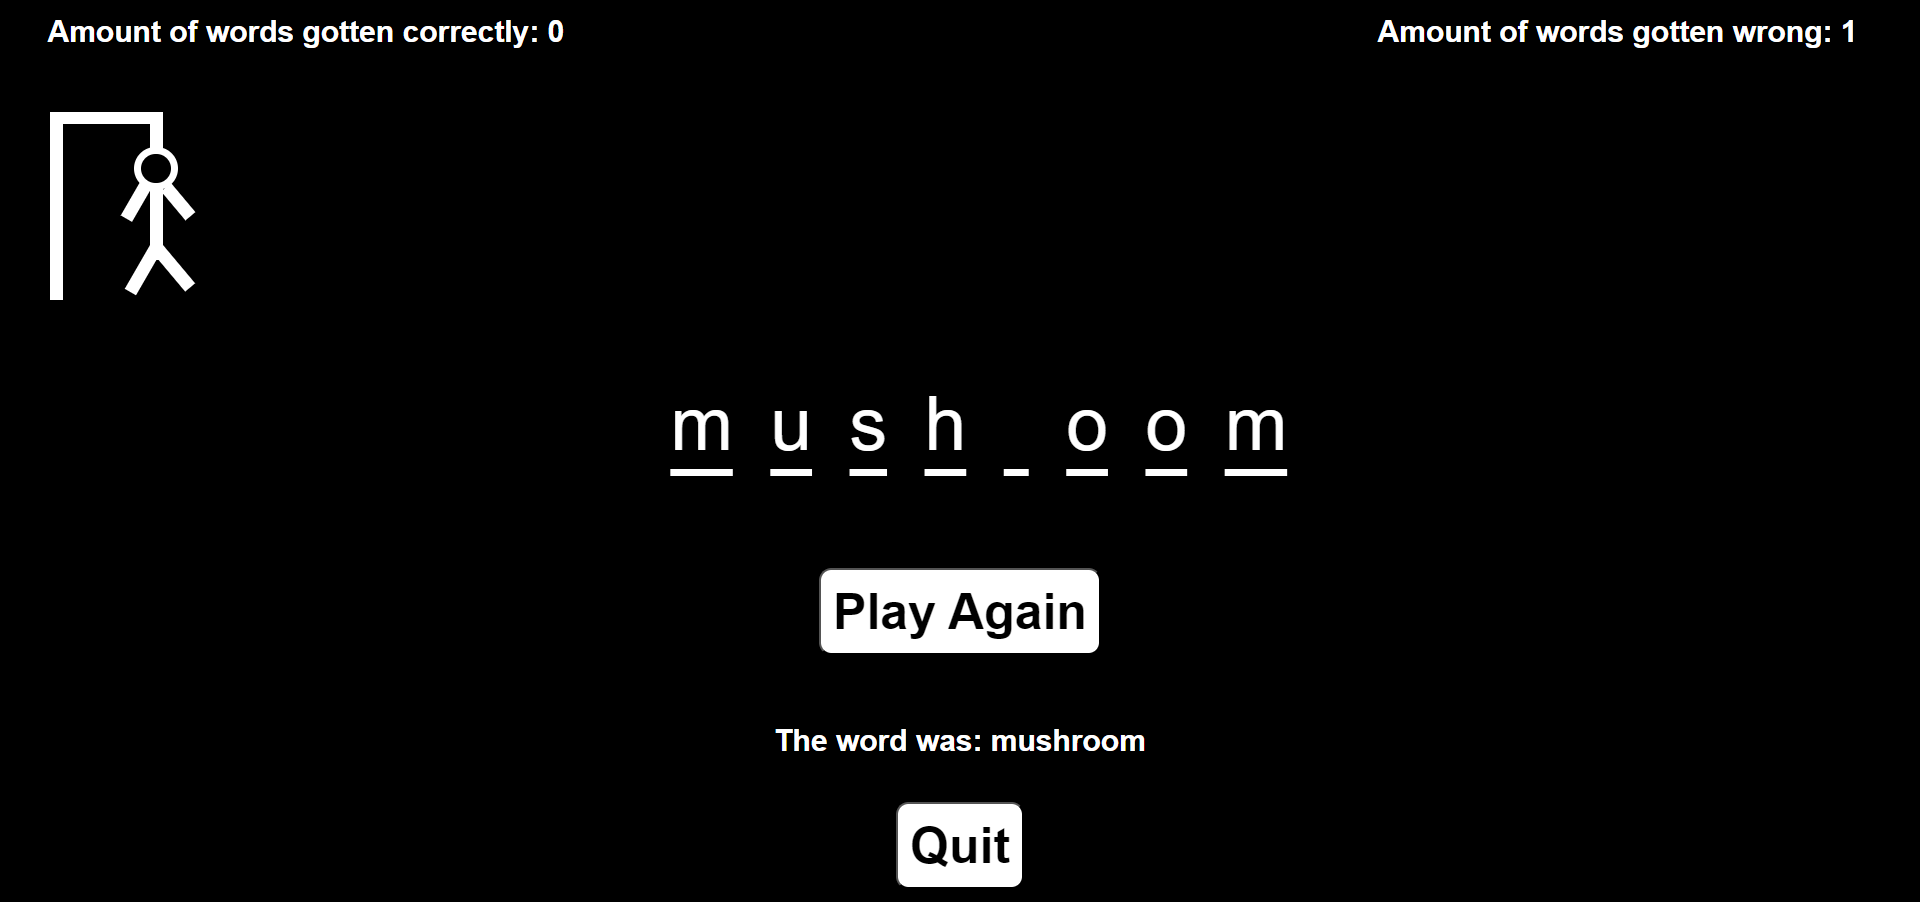 Amount of words gotten correctly: 0
Amount of words gotten wrong: 1
m u s h _ o o m
Play Again
The word was: mushroom
Quit